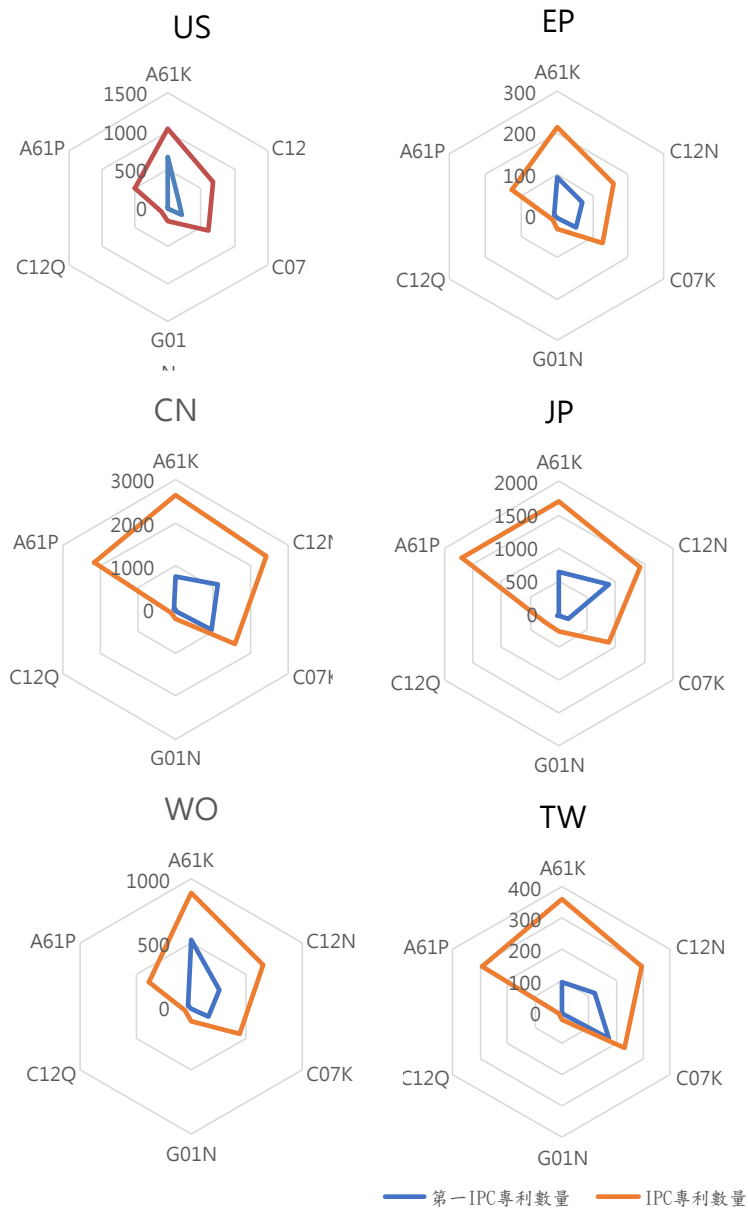 US
A61K
1500
1000
500
0
A61P
C12
C12Q
C07
G01
EP
A61K
300
200
100
0
A61P
C12N
C12Q
C07K
G01N
CN
A61K
3000
2000
1000
0
A61P
C12N
C12Q
C07K
G01N
JP
A61K
2000
1500
1000
500
0
A61P
C12N
C12Q
C07K
G01N
WO
A61K
1000
500
0
A61P
C12N
C12Q
C07K
G01N
TW
A61K
400
300
200
100
0
A61P
C12N
C12Q
C07K
G01N
第一IPC專利數量
IPC專利數量